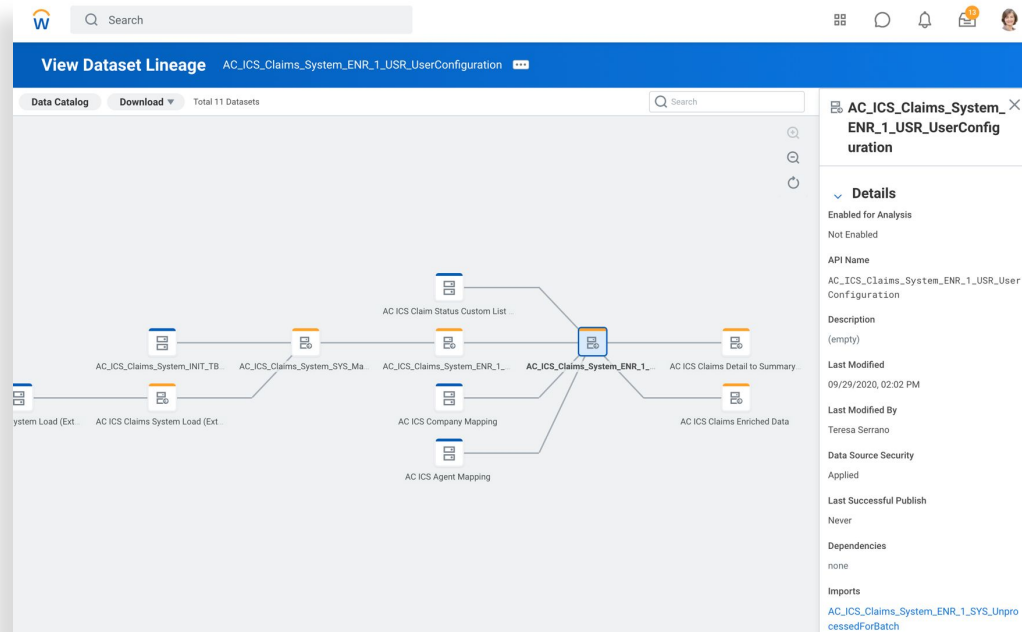 Search
13
View Dataset Lineage AC_ICS_Claims_System_ENR_1_USR_UserConfiguration
Data Catalog Download Total 11 Datasets Search
AC ICS Claim Status Custom List ...
AC_ICS_Claims_System_INIT_TB... AC_ICS_Claims_System_SYS_Ma... AC_ICS_Claims_System_ENR_1_... AC_ICS_Claims_System_ENR_1_... AC ICS Claims Detail to Summary...
ystem Load (Ext... AC ICS Claims System Load (Ext... AC ICS Company Mapping AC ICS Claims Enriched Data
AC ICS Agent Mapping
AC_ICS_Claims_System_
ENR_1_USR_UserConfig
uration
Details
Enabled for Analysis
Not Enabled
API Name
AC_ICS_Claims_System_ENR_1_USR_User
Configuration
Description
(empty)
Last Modified
09/29/2020, 02:02 PM
Last Modified By
Teresa Serrano
Data Source Security
Applied
Last Successful Publish
Never
Dependencies
none
Imports
AC_ICS_Claims_System_ENR_1_SYS_Unpro
cessedForBatch